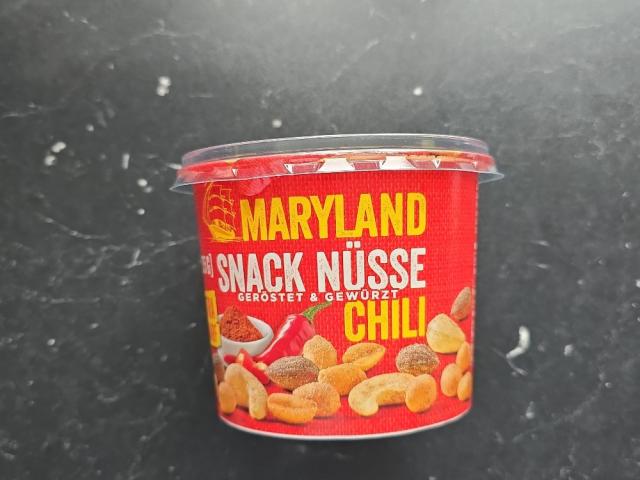 MARYLAND
SNACK NÜSSE
GERÖSTET & GEWÜRZT
CHILI